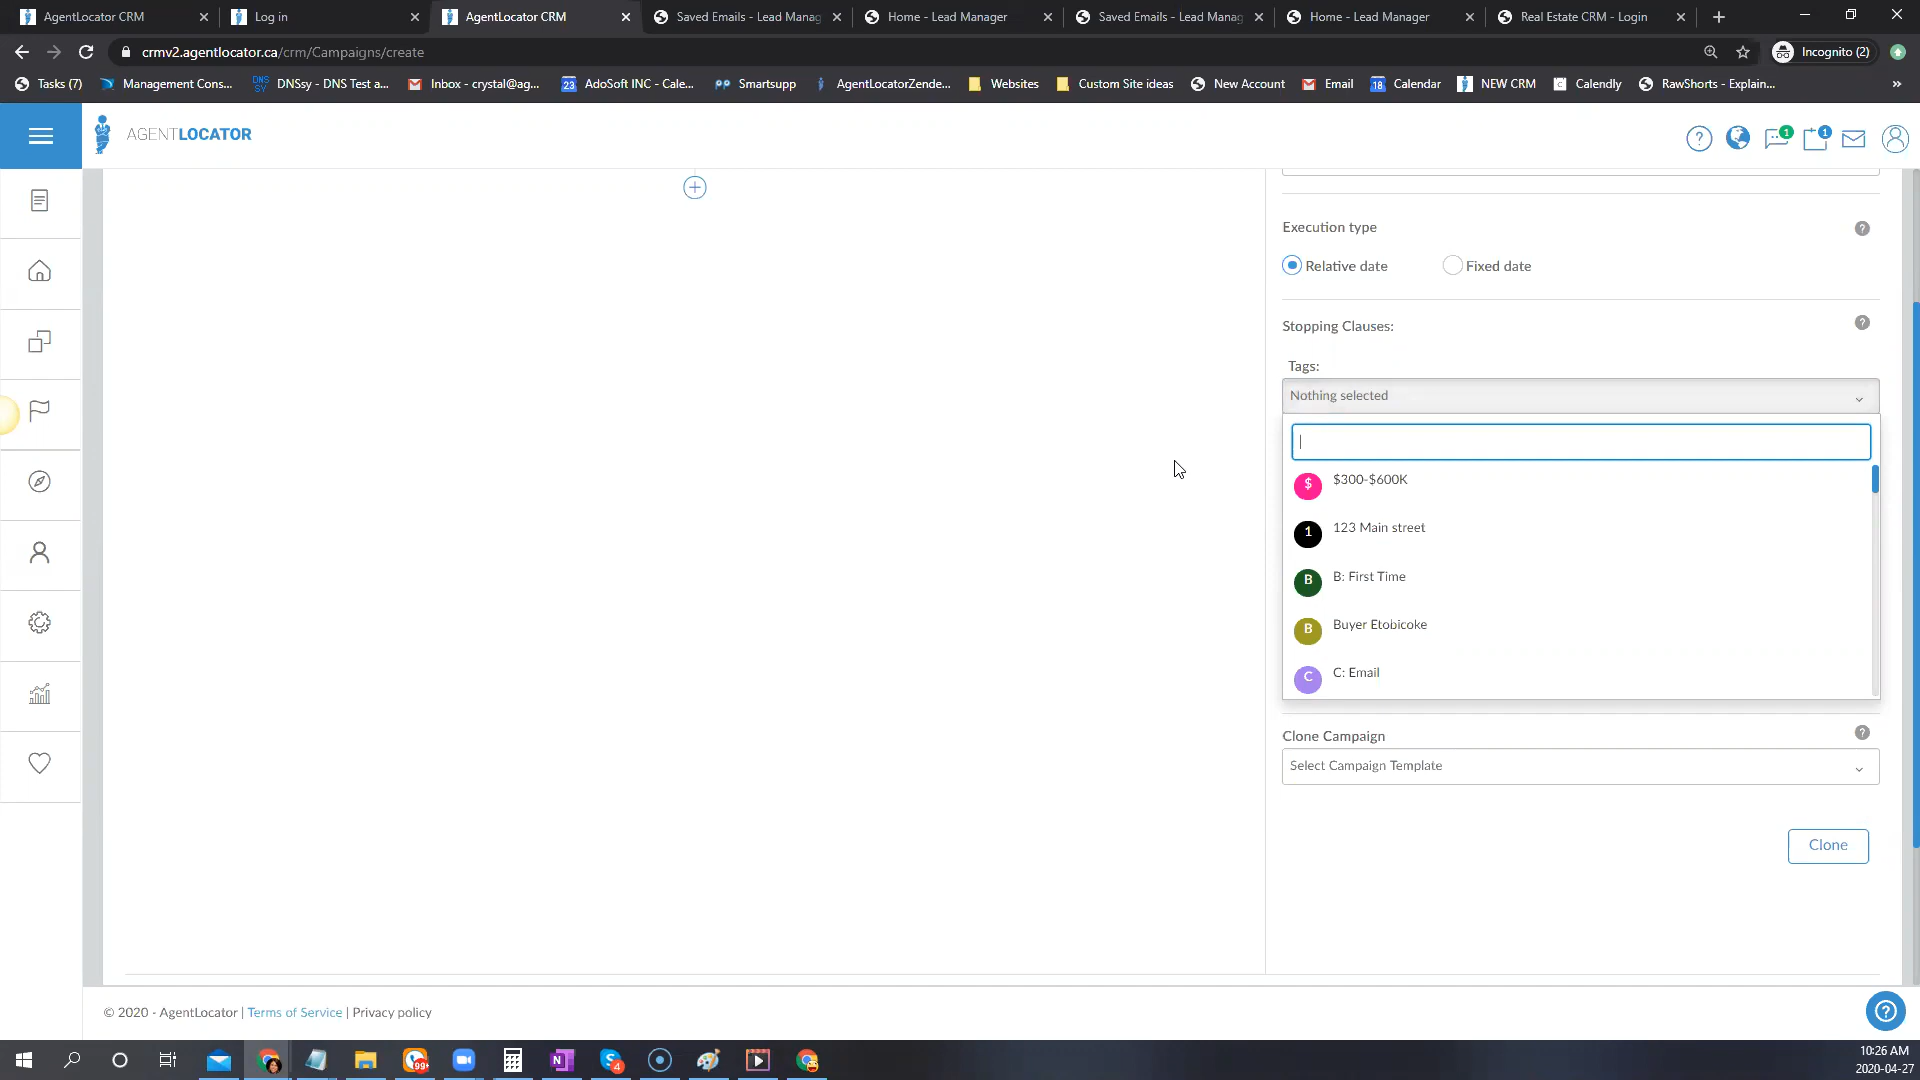 AgentLocator CRM
Log in
AgentLocator CRM
Saved Emails - Lead Manag
Home - Lead Manager
Saved Emails - Lead Manag
Home - Lead Manager
Real Estate CRM - Login
crmv2.agentlocator.ca/crm/Campaigns/create
Incognito (2)
Tasks (7)
Management Cons...
DNSsy - DNS Test a...
Inbox - crystal@ag...
AdoSoft INC - Cale...
Smartsupp
AgentLocatorZende...
Websites
Custom Site ideas
New Account
Email
Calendar
NEW CRM
Calendly
RawShorts - Explain...
AGENTLOCATOR
1
1
Execution type
Relative date
Fixed date
Stopping Clauses:
Tags:
Nothing selected
$ $300-$600K
1 123 Main street
B B: First Time
B Buyer Etobicoke
C C: Email
Clone Campaign
Select Campaign Template
Clone
© 2020 - AgentLocator | Terms of Service | Privacy policy
99+
4
10:26 AM
2020-04-27